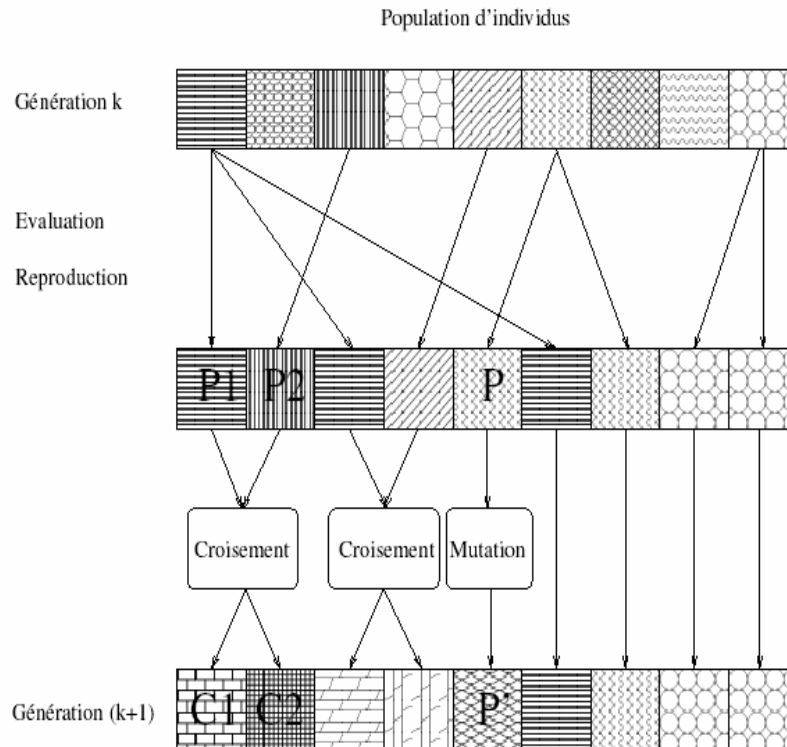 Population d'individus
Génération k
Evaluation
Reproduction
P1 P2 P
Croisement Croisement Mutation
Génération (k+1)
C1 C2 P'